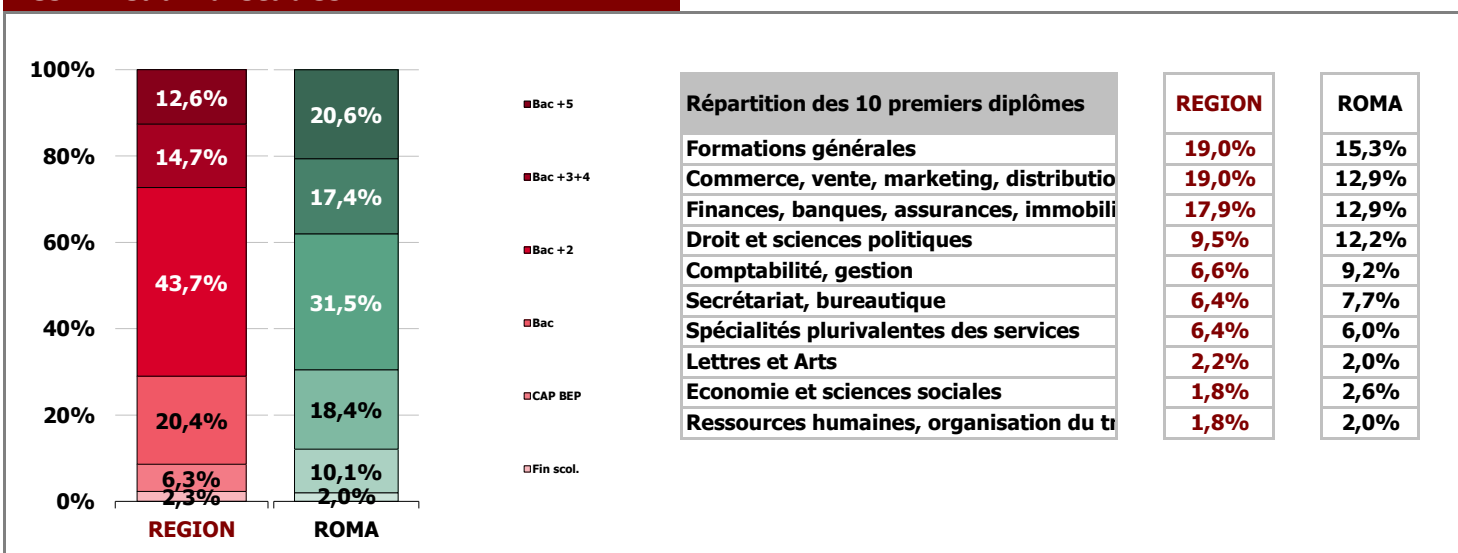 100%
80%
60%
40%
20%
0%
12,6%
14,7%
43,7%
20,4%
6,3%
2,3%
REGION
20,6%
17,4%
31,5%
18,4%
10,1%
2,0%
ROMA
Bac +5
Bac +3+4
Bac +2
Bac
CAP BEP
Fin scol.
Répartition des 10 premiers diplômes REGION ROMA
Formations générales 19,0% 15,3%
Commerce, vente, marketing, distributio 19,0% 12,9%
Finances, banques, assurances, immobili 17,9% 12,9%
Droit et sciences politiques 9,5% 12,2%
Comptabilité, gestion 6,6% 9,2%
Secrétariat, bureautique 6,4% 7,7%
Spécialités plurivalentes des services 6,4% 6,0%
Lettres et Arts 2,2% 2,0%
Economie et sciences sociales 1,8% 2,6%
Ressources humaines, organisation du tr 1,8% 2,0%